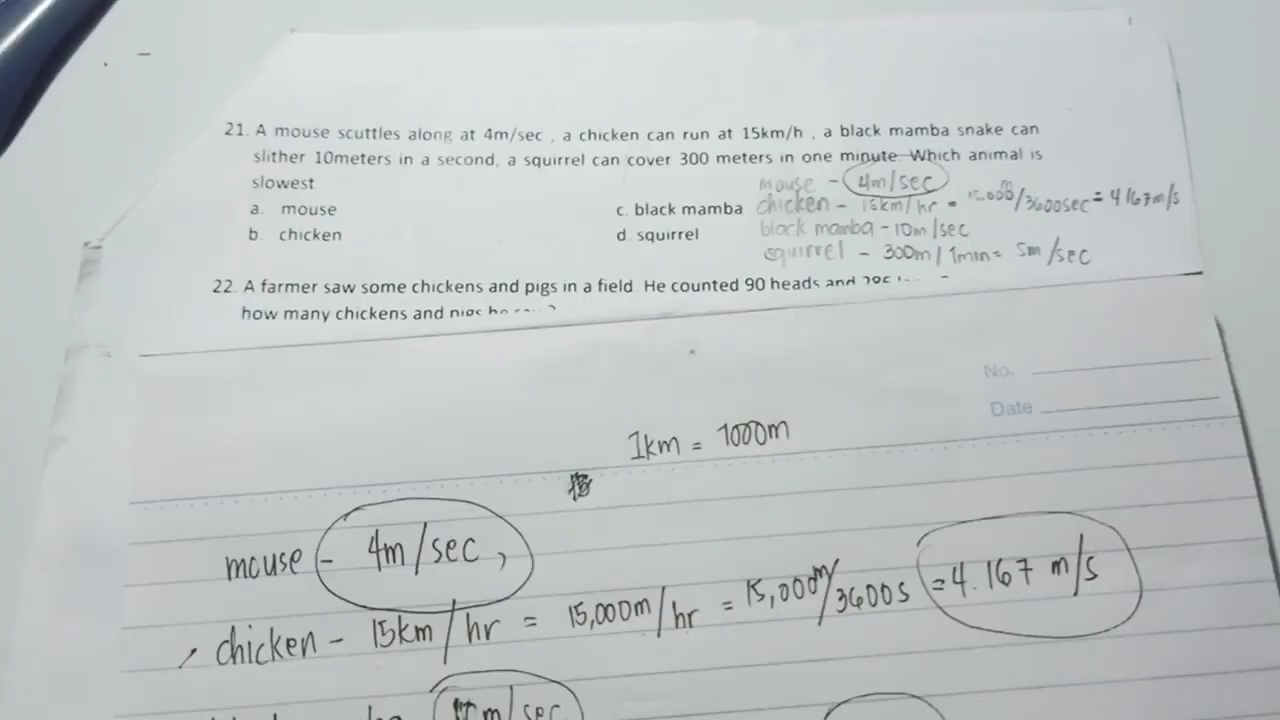 21. A mouse scuttles along at 4m/sec , a chicken can run at 15km/h , a black mamba snake can
slither 10meters in a second, a squirrel can cover 300 meters in one minute. Which animal is
slowest
a. mouse
b. chicken
c. black mamba
d. squirrel
mouse - 4m/sec
chicken - 15km/hr = 15,000m/3600sec = 4.167m/s
black mamba - 10m/sec
squirrel - 300m/1min = 5m/sec
22. A farmer saw some chickens and pigs in a field. He counted 90 heads and
how many chickens and pigs
No.
Date
1km = 1000m
mouse - 4m/sec,
chicken - 15km/hr = 15,000m/hr = 15,000m/3600s = 4.167 m/s
m/sec